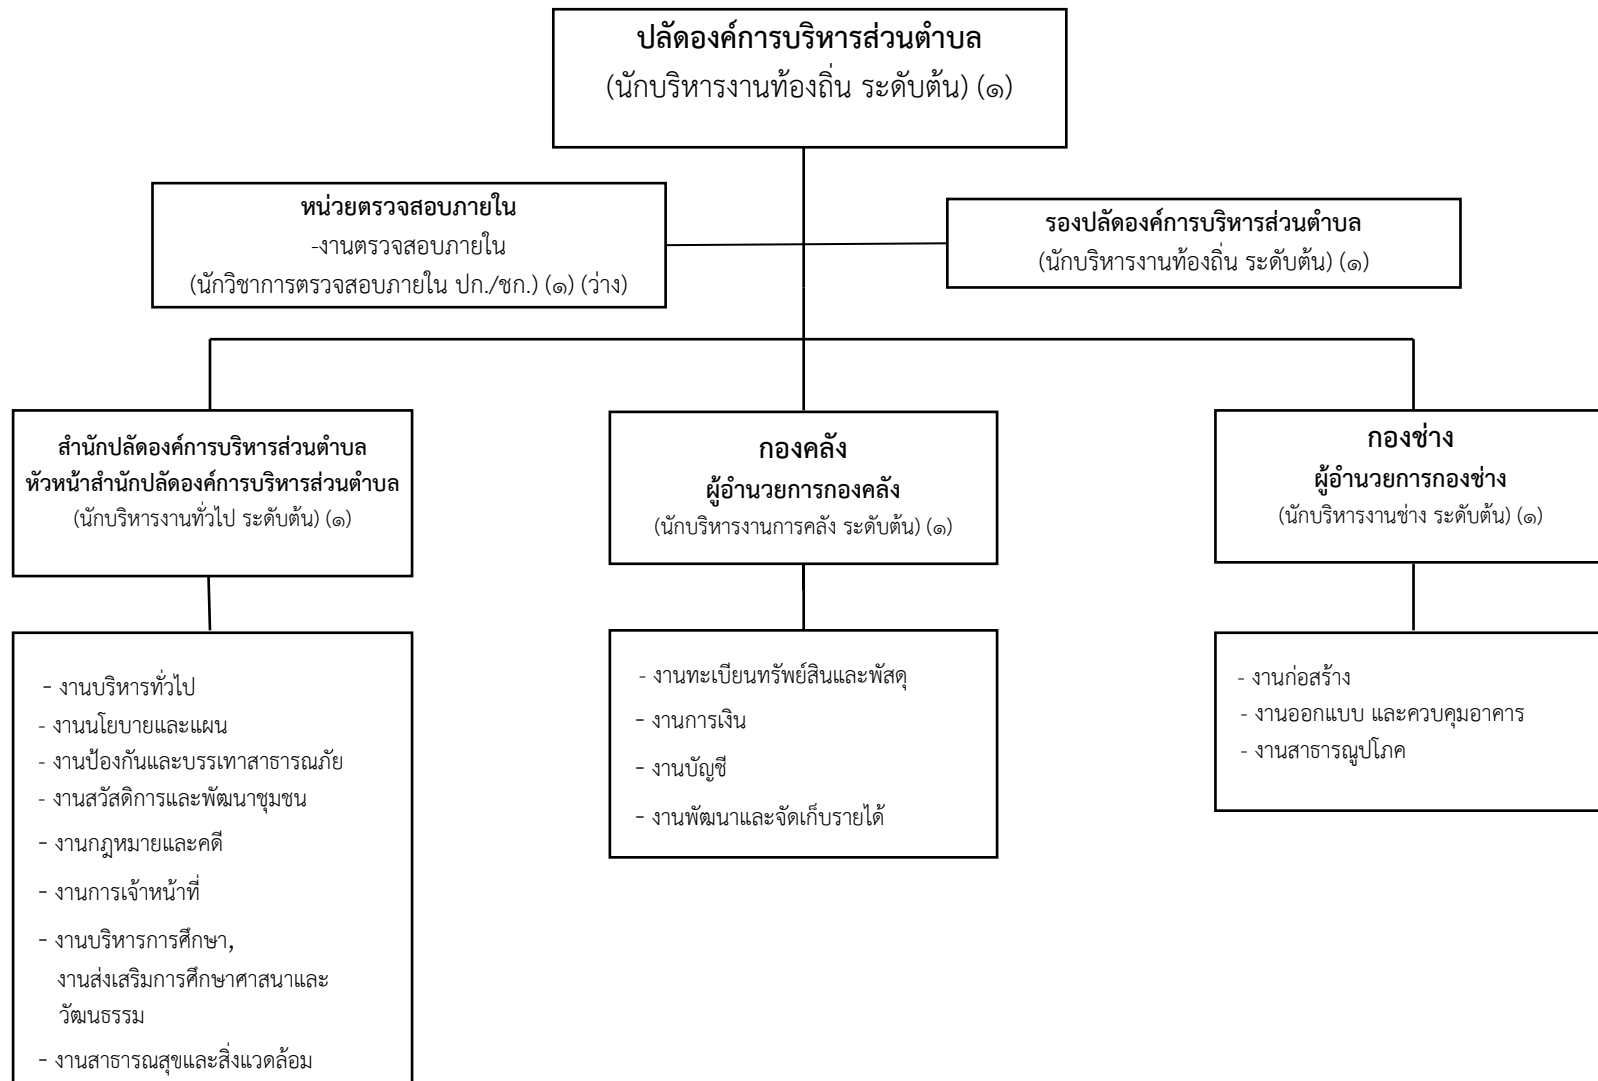 ปลัดองค์การบริหารส่วนตำบล
(นักบริหารงานท้องถิ่น ระดับต้น) (๑)
หน่วยตรวจสอบภายใน
-งานตรวจสอบภายใน
(นักวิชาการตรวจสอบภายใน ปก./ชก.) (๑) (ว่าง)
รองปลัดองค์การบริหารส่วนตำบล
(นักบริหารงานท้องถิ่น ระดับต้น) (๑)
สำนักปลัดองค์การบริหารส่วนตำบล
หัวหน้าสำนักปลัดองค์การบริหารส่วนตำบล
(นักบริหารงานทั่วไป ระดับต้น) (๑)
กองคลัง
ผู้อำนวยการกองคลัง
(นักบริหารงานการคลัง ระดับต้น) (๑)
กองช่าง
ผู้อำนวยการกองช่าง
(นักบริหารงานช่าง ระดับต้น) (๑)
- งานบริหารทั่วไป
- งานนโยบายและแผน
- งานป้องกันและบรรเทาสาธารณภัย
- งานสวัสดิการและพัฒนาชุมชน
- งานกฎหมายและคดี
- งานการเจ้าหน้าที่
- งานบริหารการศึกษา,
งานส่งเสริมการศึกษาศาสนาและ
วัฒนธรรม
- งานสาธารณสุขและสิ่งแวดล้อม
- งานทะเบียนทรัพย์สินและพัสดุ
- งานการเงิน
- งานบัญชี
- งานพัฒนาและจัดเก็บรายได้
- งานก่อสร้าง
- งานออกแบบ และควบคุมอาคาร
- งานสาธารณูปโภค